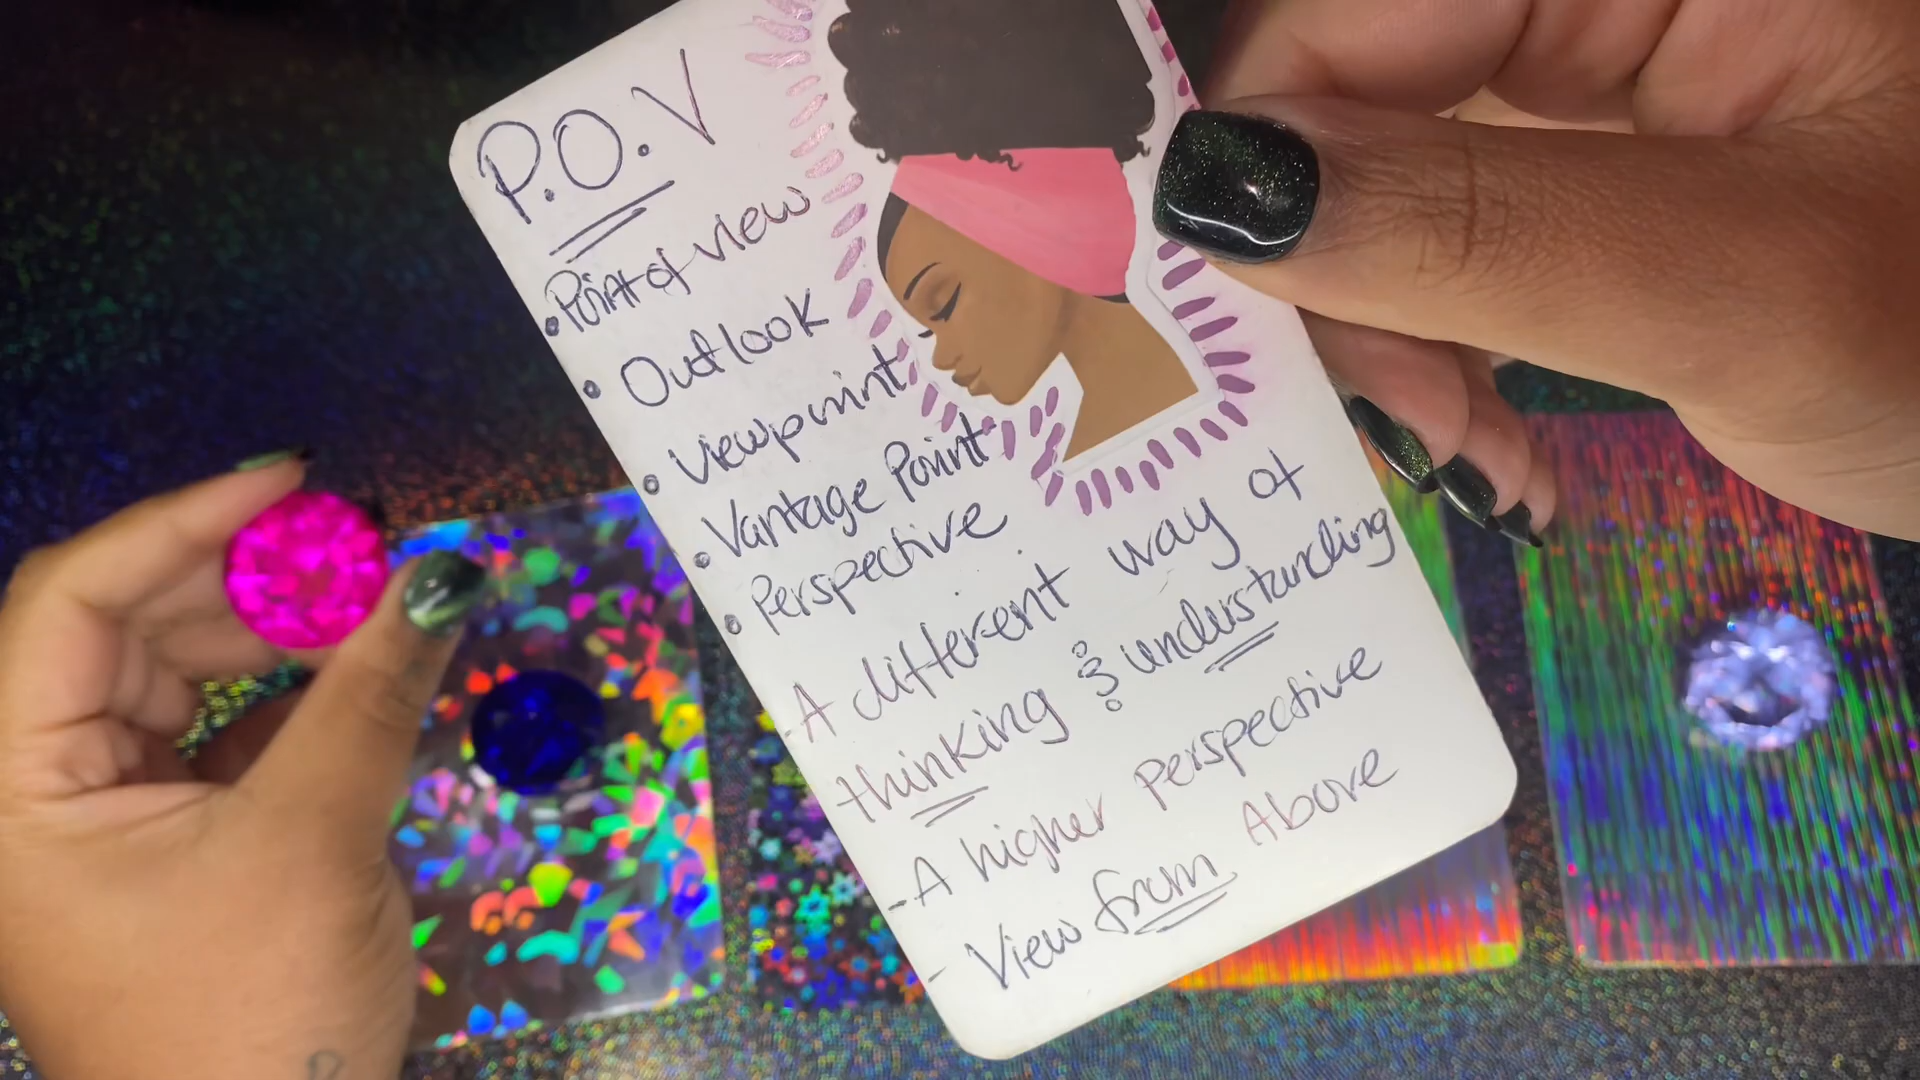 P.O.V
• Point of view
• Outlook
• Viewpoint
• Vantage Point
• Perspective
- A different way of
thinking & understanding
- A higher perspective
- View from Above